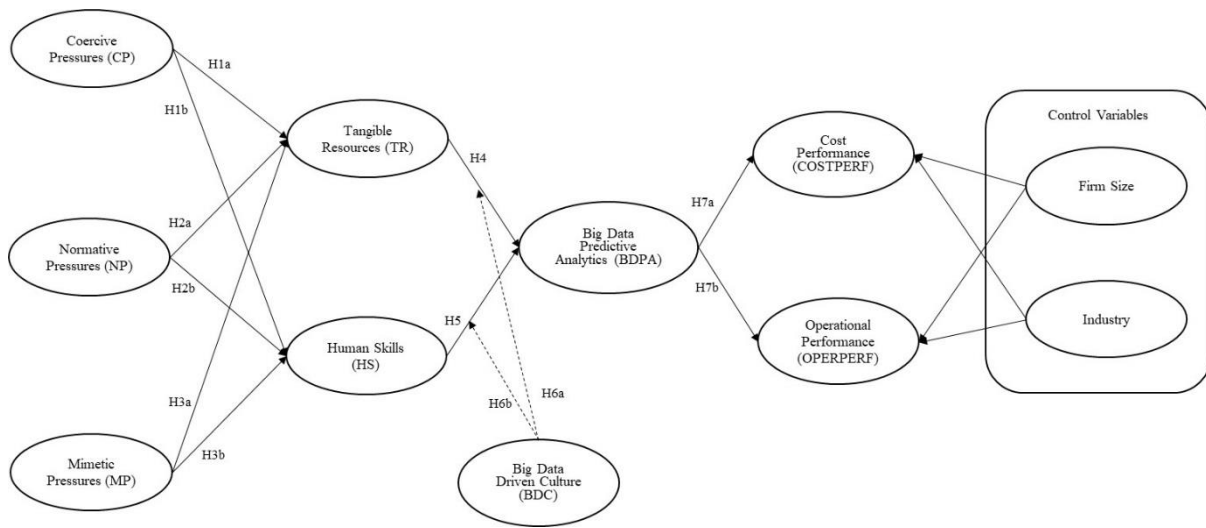 Coercive
Pressures (CP)
H1a
H1b
Tangible
Resources (TR)
H4
Normative
Pressures (NP)
H2a
H2b
Human Skills
(HS)
H5
Mimetic
Pressures (MP)
H3a
H3b
H6a
H6b
Big Data
Driven Culture
(BDC)
Big Data
Predictive
Analytics (BDPA)
H7a
H7b
Cost
Performance
(COSTPERF)
Operational
Performance
(OPERPERF)
Control Variables
Firm Size
Industry